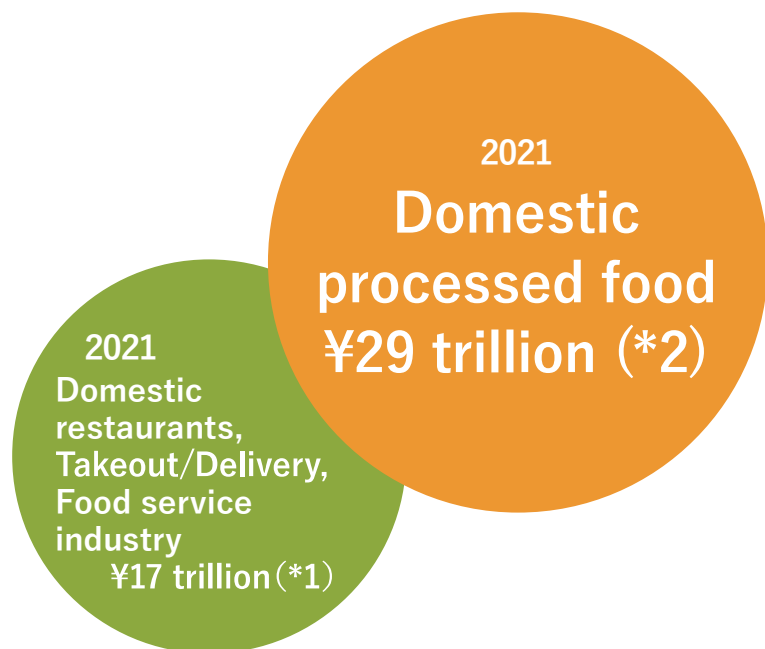 2021
Domestic
processed food
¥29 trillion (*2)
2021
Domestic
restaurants,
Takeout/Delivery,
Food service
industry
¥17 trillion (*1)